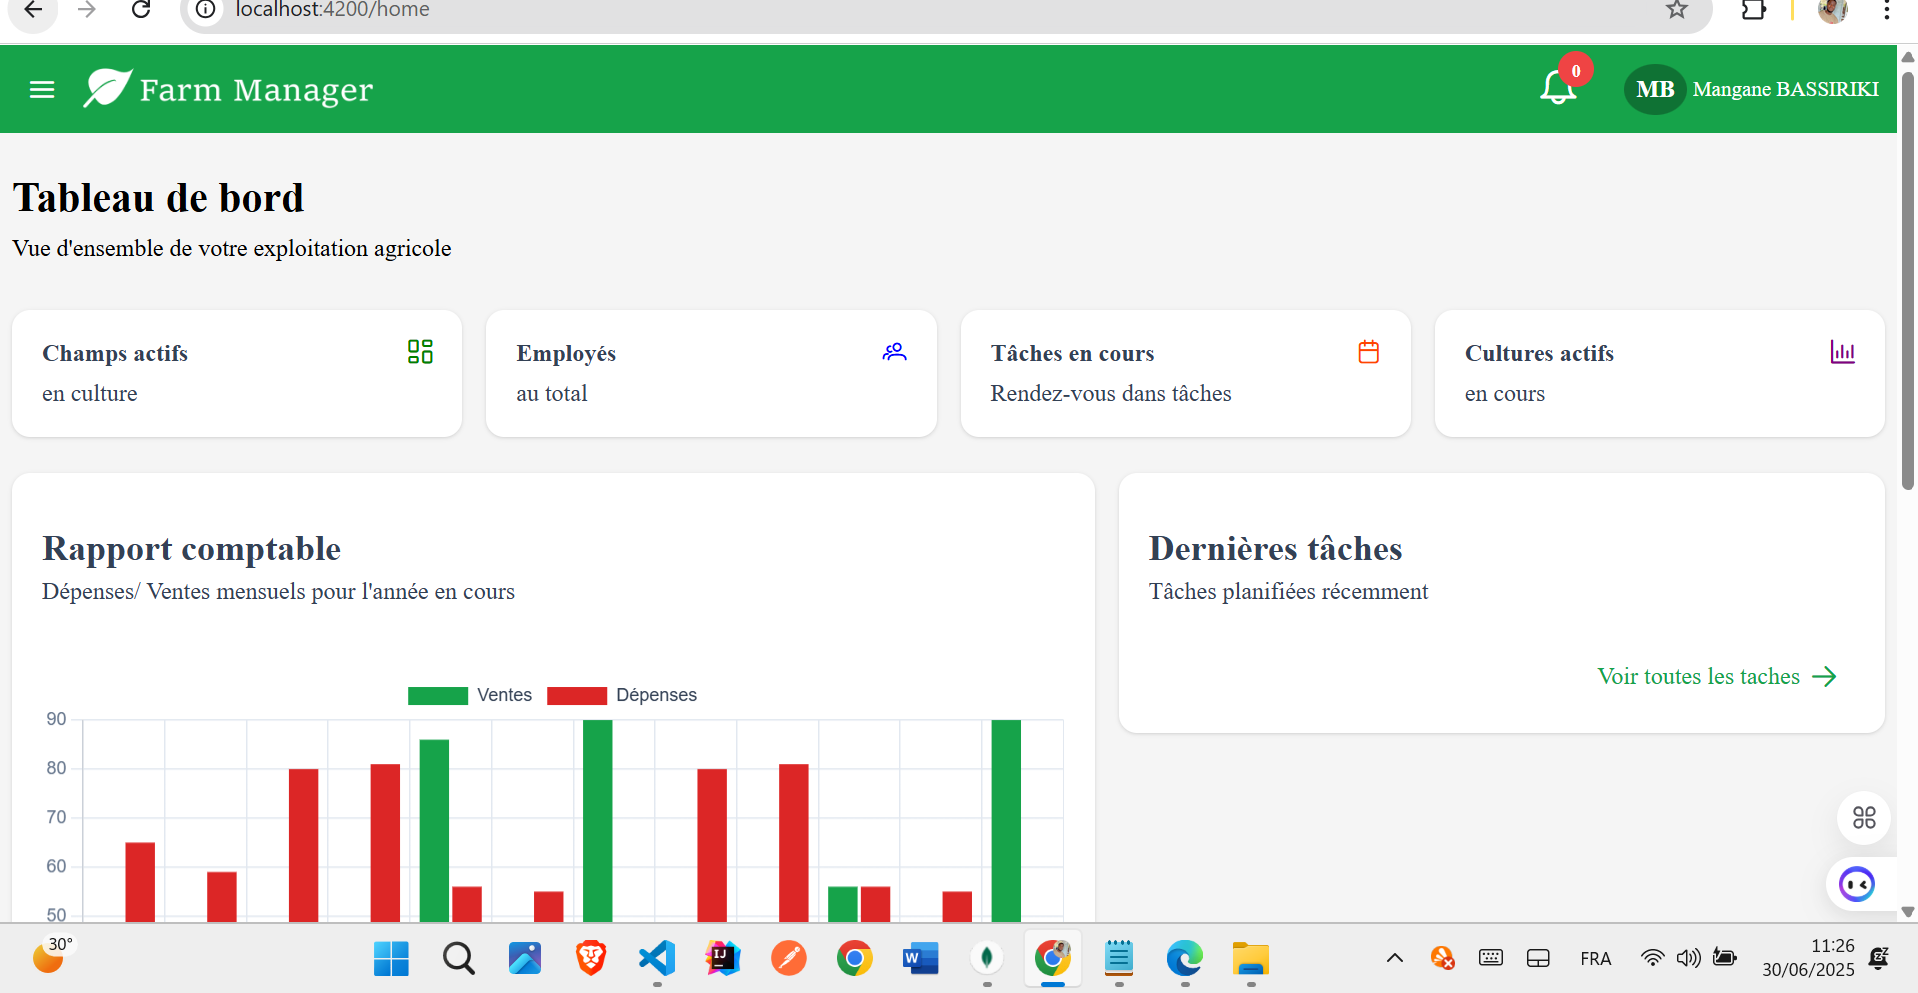 localhost:4200/home
Farm Manager
0
MB Mangane BASSIRIKI
Tableau de bord
Vue d'ensemble de votre exploitation agricole
Champs actifs
en culture
Employés
au total
Tâches en cours
Rendez-vous dans tâches
Cultures actifs
en cours
Rapport comptable
Dépenses/ Ventes mensuels pour l'année en cours
Ventes Dépenses
90
80
70
60
50
Dernières tâches
Tâches planifiées récemment
Voir toutes les taches
30°
IJ
W
FRA
11:26
30/06/2025